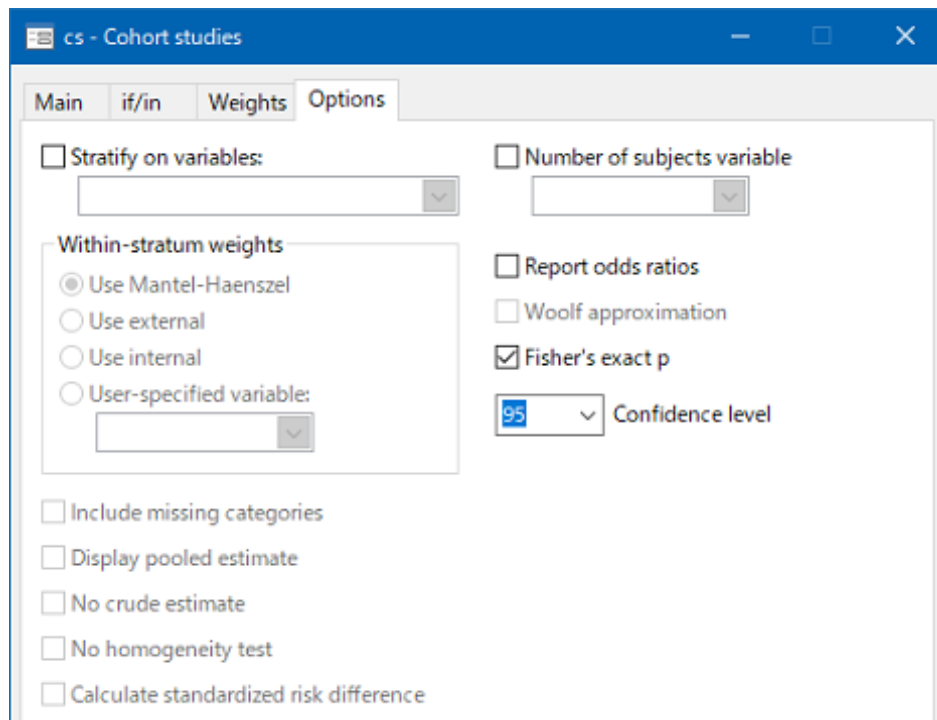 cs - Cohort studies
Main if/in Weights Options
Stratify on variables:
Number of subjects variable
Within-stratum weights
Use Mantel-Haenszel
Use external
Use internal
User-specified variable:
Report odds ratios
Woolf approximation
Fisher's exact p
95 Confidence level
Include missing categories
Display pooled estimate
No crude estimate
No homogeneity test
Calculate standardized risk difference